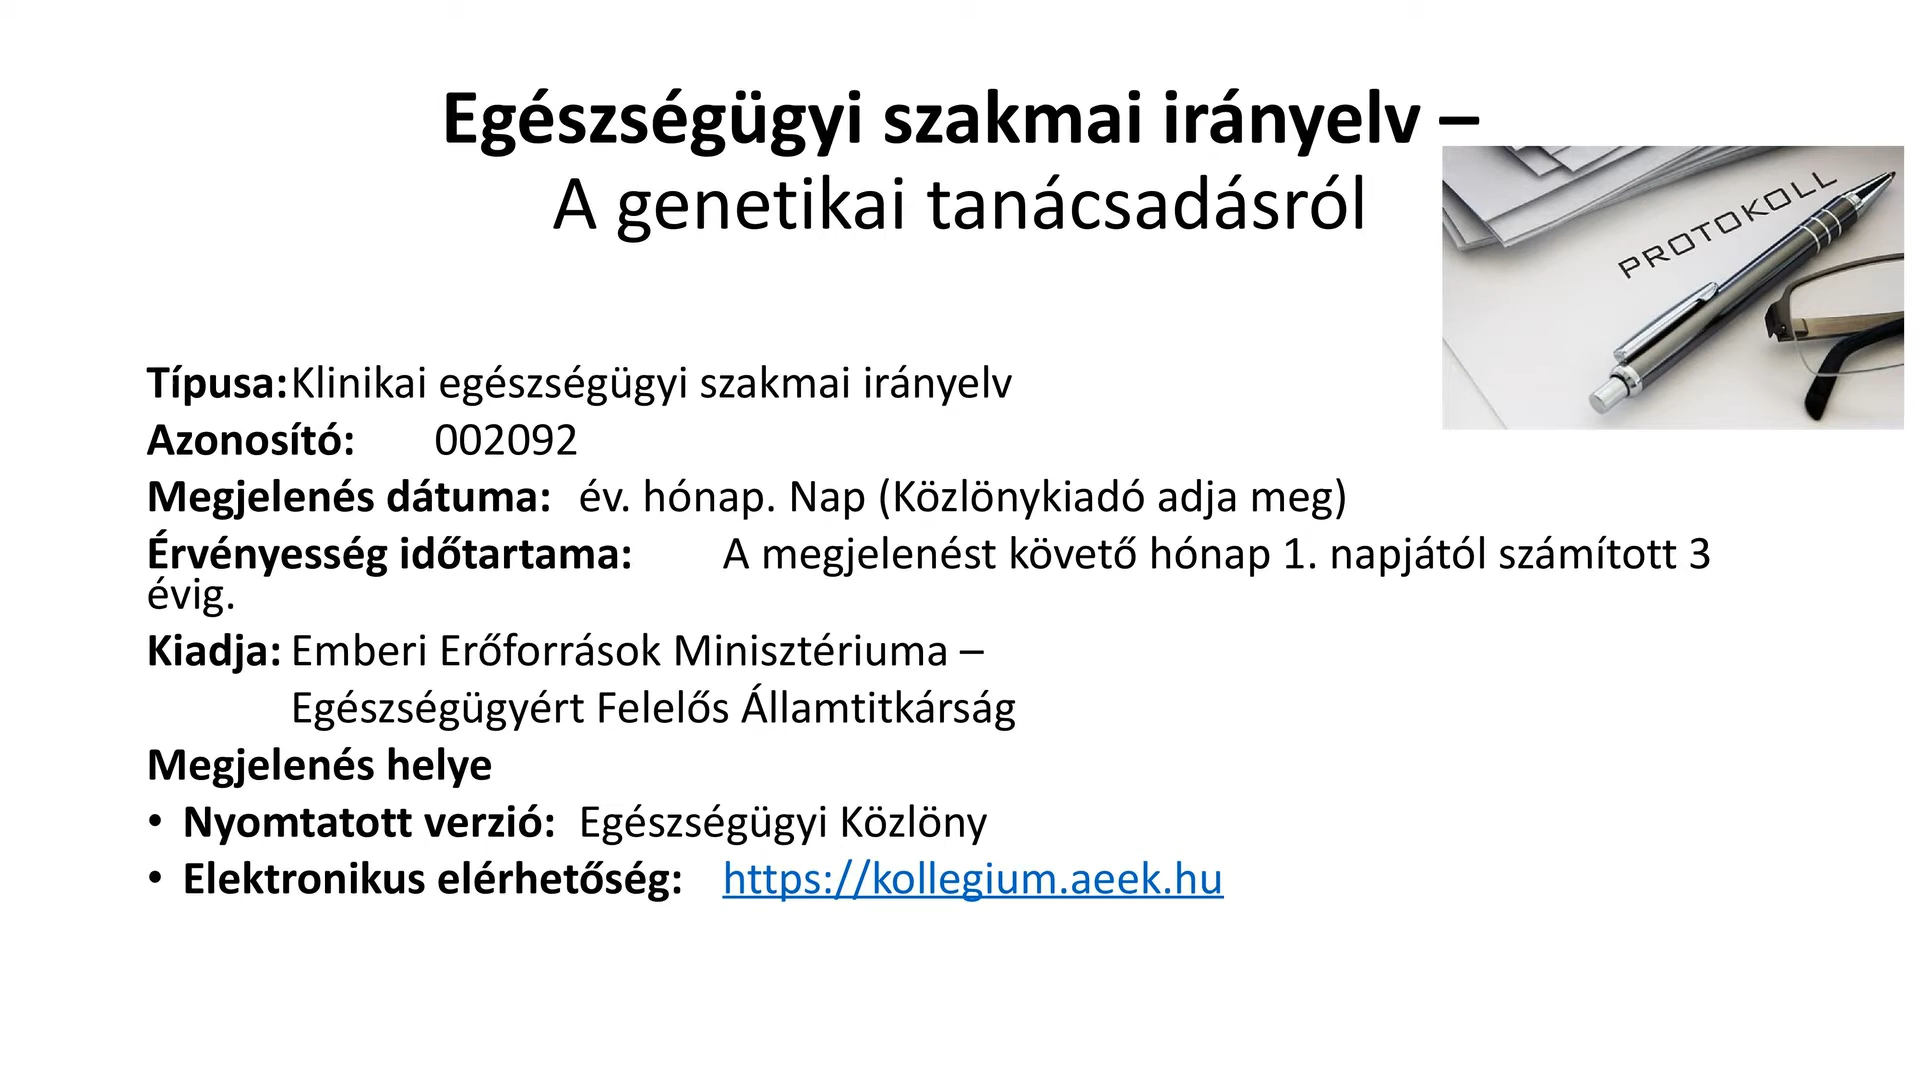 Egészségügyi szakmai irányelv –
A genetikai tanácsadásról
PROTOKOLL
Típusa: Klinikai egészségügyi szakmai irányelv
Azonosító: 002092
Megjelenés dátuma: év. hónap. Nap (Közlönykiadó adja meg)
Érvényesség időtartama: A megjelenést követő hónap 1. napjától számított 3
évig.
Kiadja: Emberi Erőforrások Minisztériuma –
Egészségügyért Felelős Államtitkárság
Megjelenés helye
• Nyomtatott verzió: Egészségügyi Közlöny
• Elektronikus elérhetőség: https://kollegium.aeek.hu